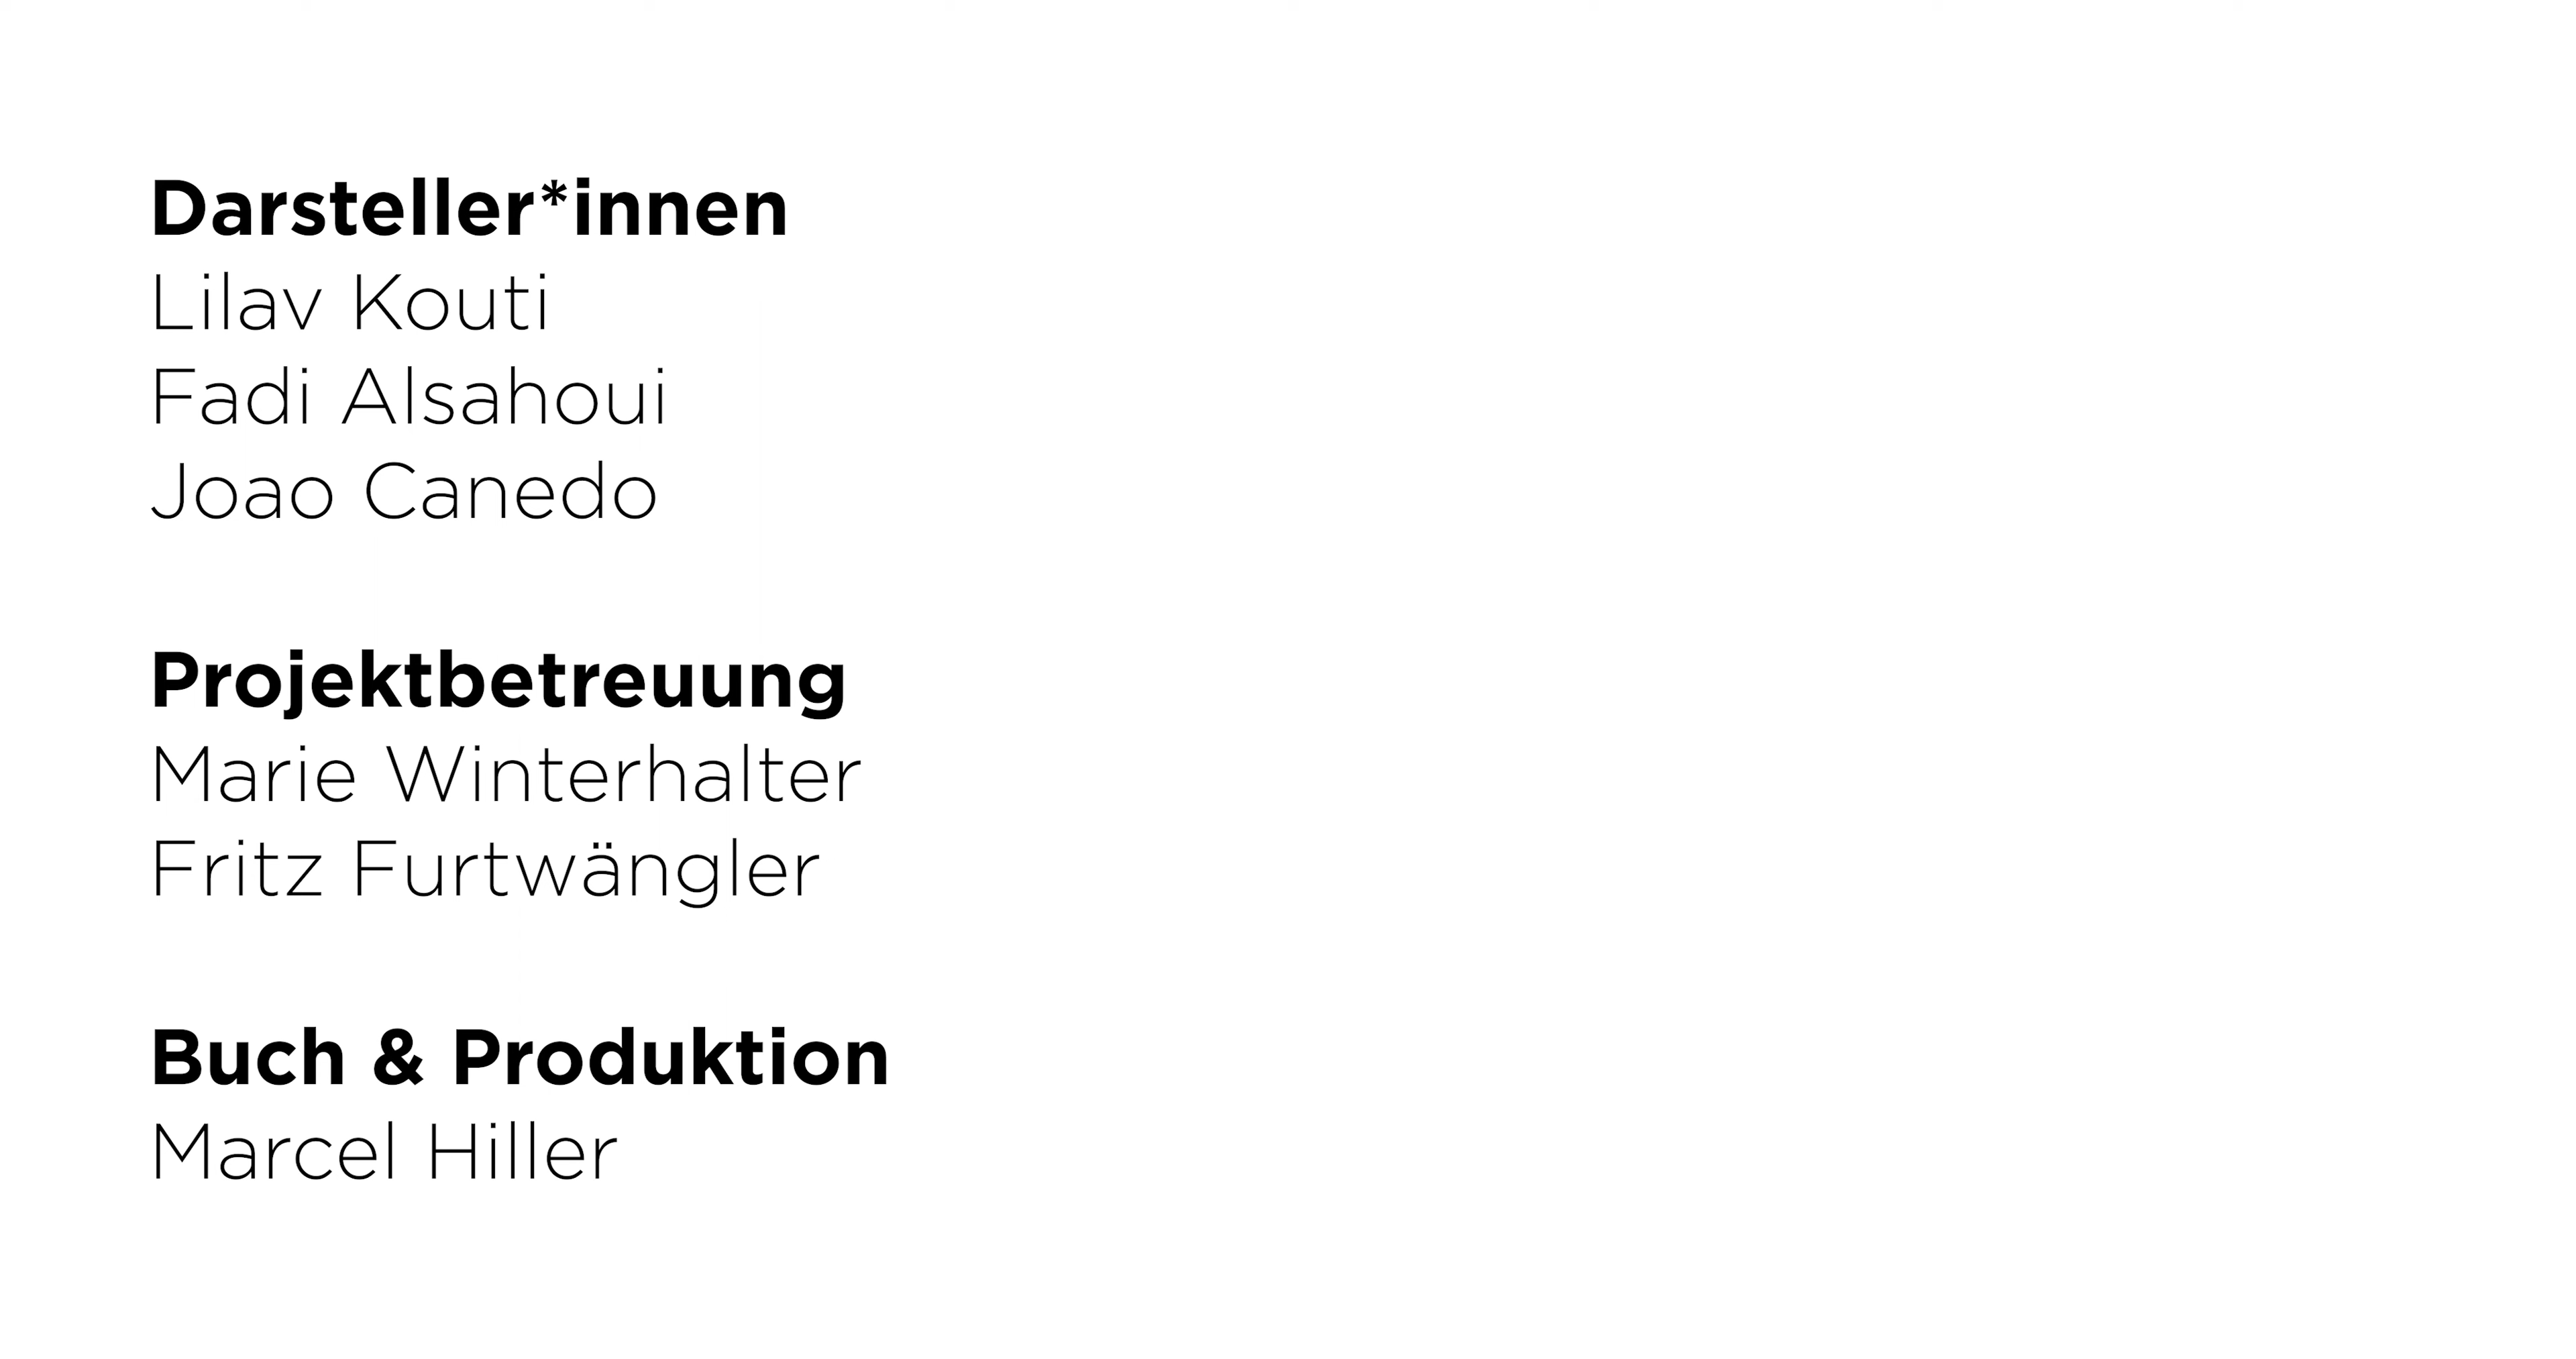 Darsteller*innen
Lilav Kouti
Fadi Alsahoui
Joao Canedo
Projektbetreuung
Marie Winterhalter
Fritz Furtwängler
Buch & Produktion
Marcel Hiller